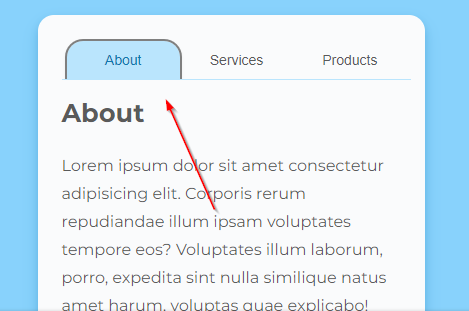 About Services Products
About
Lorem ipsum dolor sit amet consectetur
adipisicing elit. Corporis rerum
repudiandae illum ipsam voluptates
tempore eos? Voluptates illum laborum,
porro, expedita sint nulla similique natus
amet harum, voluptas quae explicabo!